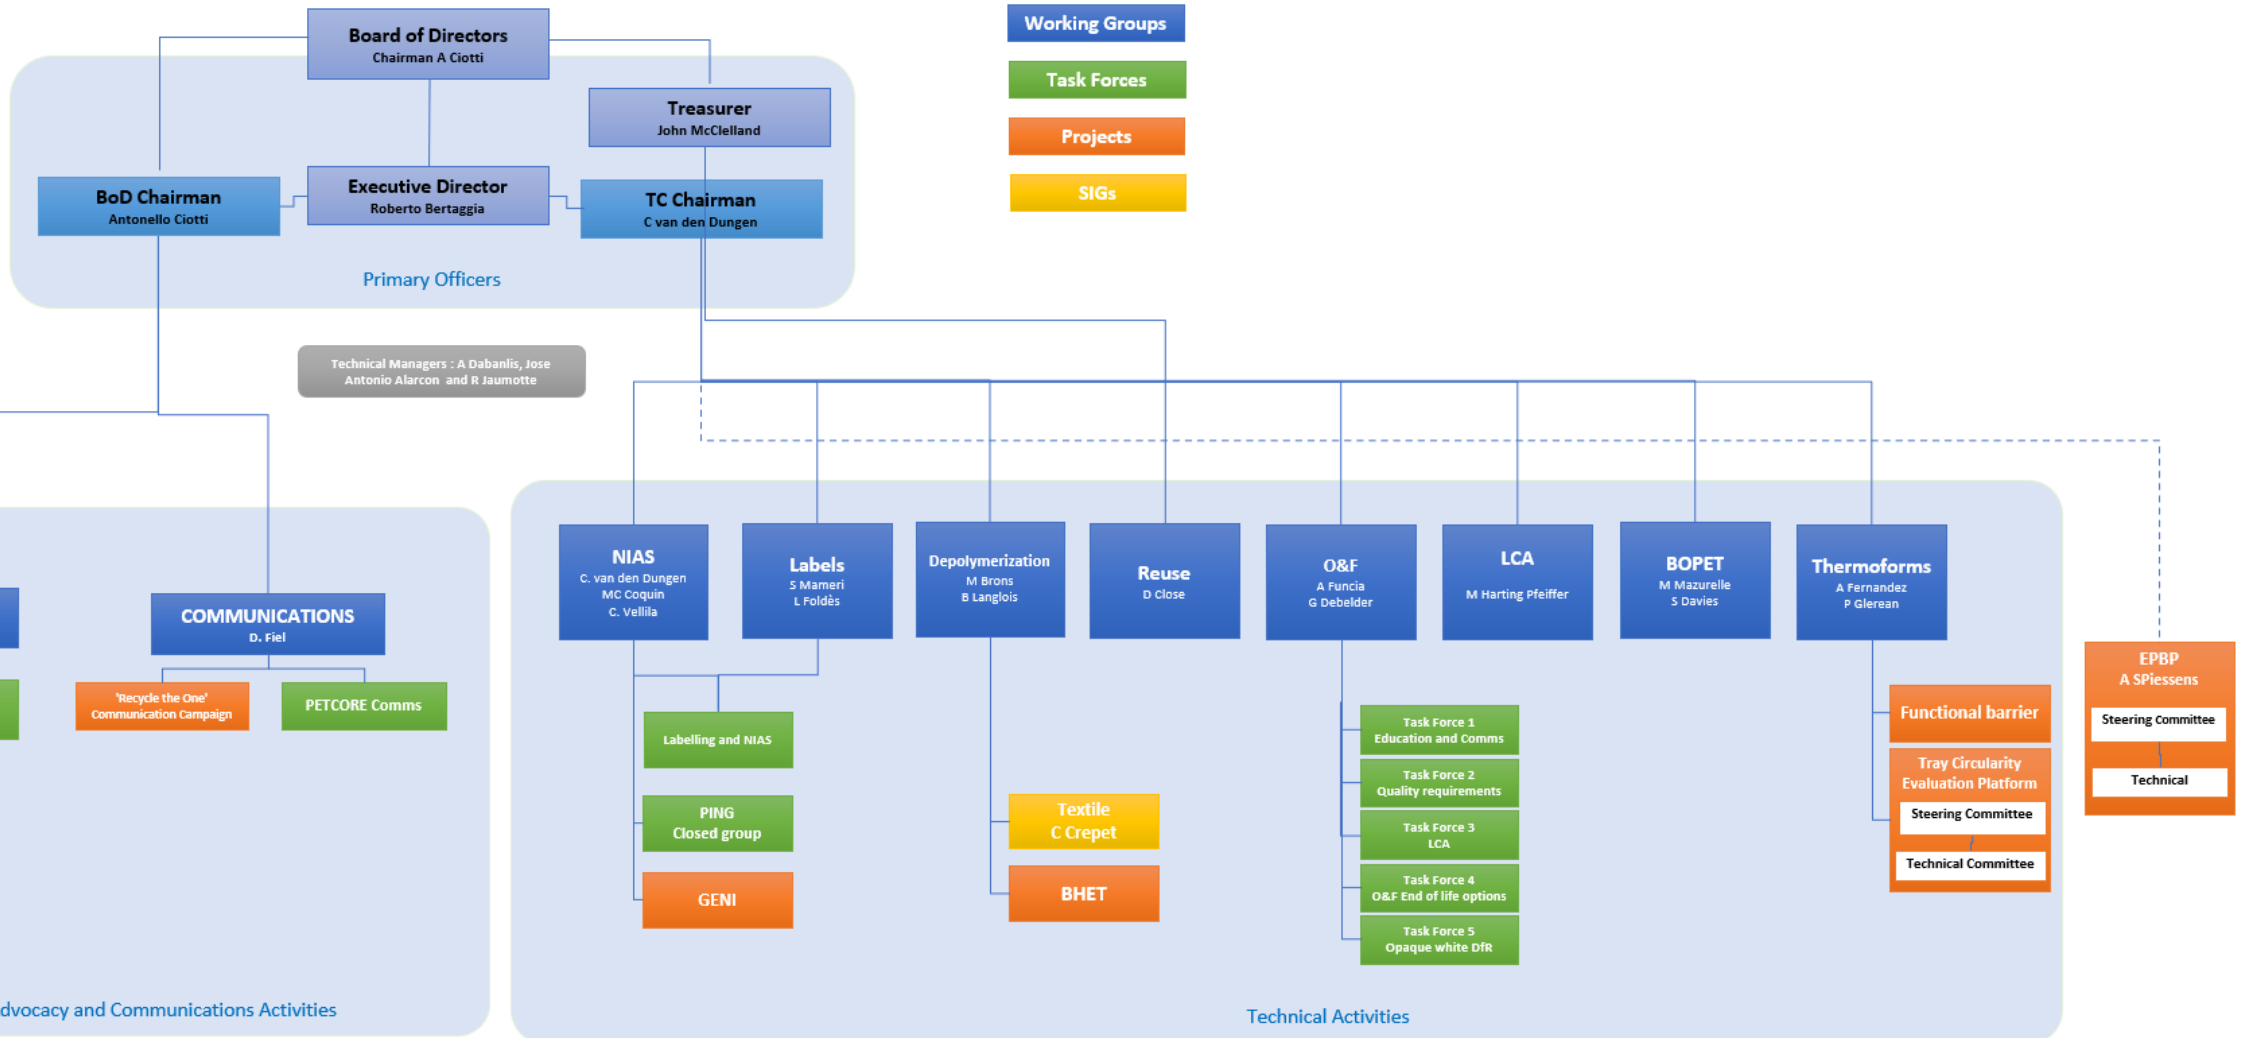 Board of Directors
Chairman A Ciotti
Treasurer
John McClelland
BoD Chairman
Antonello Ciotti
Executive Director
Roberto Bertaggia
TC Chairman
C van den Dungen
Primary Officers
Working Groups
Task Forces
Projects
SIGs
Technical Managers : A Dabanlis, Jose
Antonio Alarcon and R Jaumotte
COMMUNICATIONS
D. Fiel
'Recycle the One'
Communication Campaign
PETCORE Comms
dvocacy and Communications Activities
NIAS
C. van den Dungen
MC Coquin
C. Vellila
Labels
S Mameri
L Foldès
Depolymerization
M Brons
B Langlois
Reuse
D Close
O&F
A Funcia
G Debelder
LCA
M Harting Pfeiffer
BOPET
M Mazurelle
S Davies
Thermoforms
A Fernandez
P Glerean
Labelling and NIAS
PING
Closed group
GENI
Textile
C Crepet
BHET
Task Force 1
Education and Comms
Task Force 2
Quality requirements
Task Force 3
LCA
Task Force 4
O&F End of life options
Task Force 5
Opaque white DfR
Functional barrier
Tray Circularity
Evaluation Platform
Steering Committee
Technical Committee
EPBP
A SPiessens
Steering Committee
Technical
Technical Activities